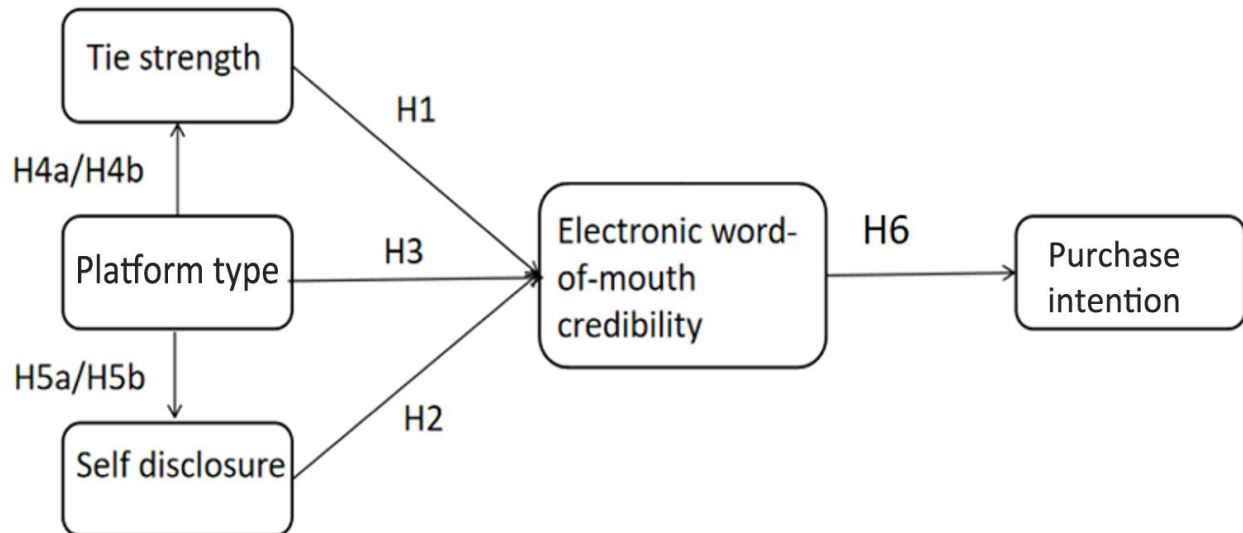 Tie strength
H1
H4a/H4b
Platform type
H3
Electronic word-
of-mouth
credibility
H6
Purchase
intention
H5a/H5b
H2
Self disclosure